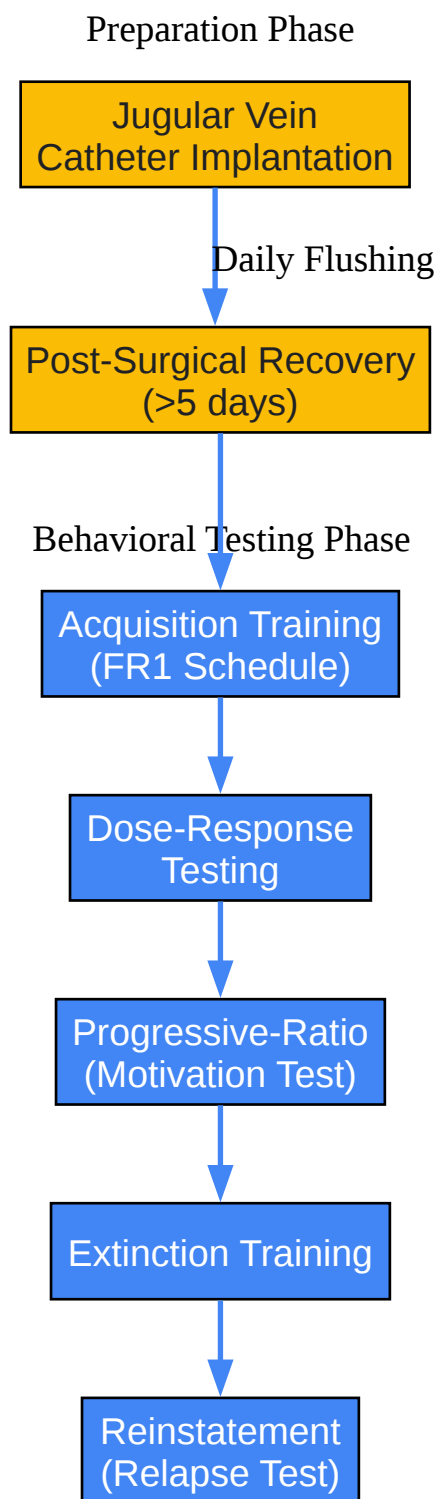 Preparation Phase
Jugular Vein
Catheter Implantation
Daily Flushing
Post-Surgical Recovery
(>5 days)
Behavioral Testing Phase
Acquisition Training
(FR1 Schedule)
Dose-Response
Testing
Progressive-Ratio
(Motivation Test)
Extinction Training
Reinstatement
(Relapse Test)